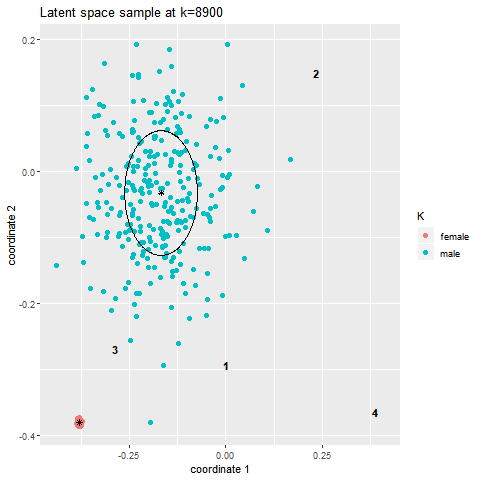 Latent space sample at k=8900
0.2
0.0
-0.2
-0.4
coordinate 2
2
3
1
4
-0.25
0.00
0.25
coordinate 1
K
female
male